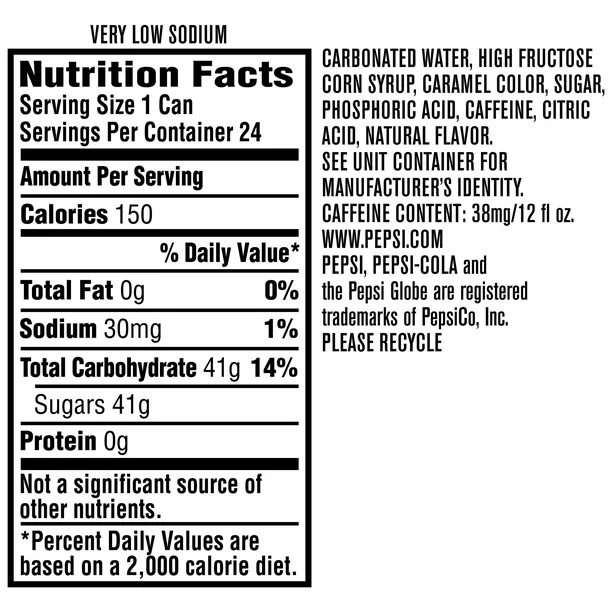 VERY LOW SODIUM
Nutrition Facts
Serving Size 1 Can
Servings Per Container 24
Amount Per Serving
Calories 150
% Daily Value*
Total Fat 0g 0%
Sodium 30mg 1%
Total Carbohydrate 41g 14%
Sugars 41g
Protein 0g
Not a significant source of
other nutrients.
*Percent Daily Values are
based on a 2,000 calorie diet.
CARBONATED WATER, HIGH FRUCTOSE
CORN SYRUP, CARAMEL COLOR, SUGAR,
PHOSPHORIC ACID, CAFFEINE, CITRIC
ACID, NATURAL FLAVOR.
SEE UNIT CONTAINER FOR
MANUFACTURER'S IDENTITY.
CAFFEINE CONTENT: 38mg/12 fl oz.
WWW.PEPSI.COM
PEPSI, PEPSI-COLA and
the Pepsi Globe are registered
trademarks of PepsiCo, Inc.
PLEASE RECYCLE